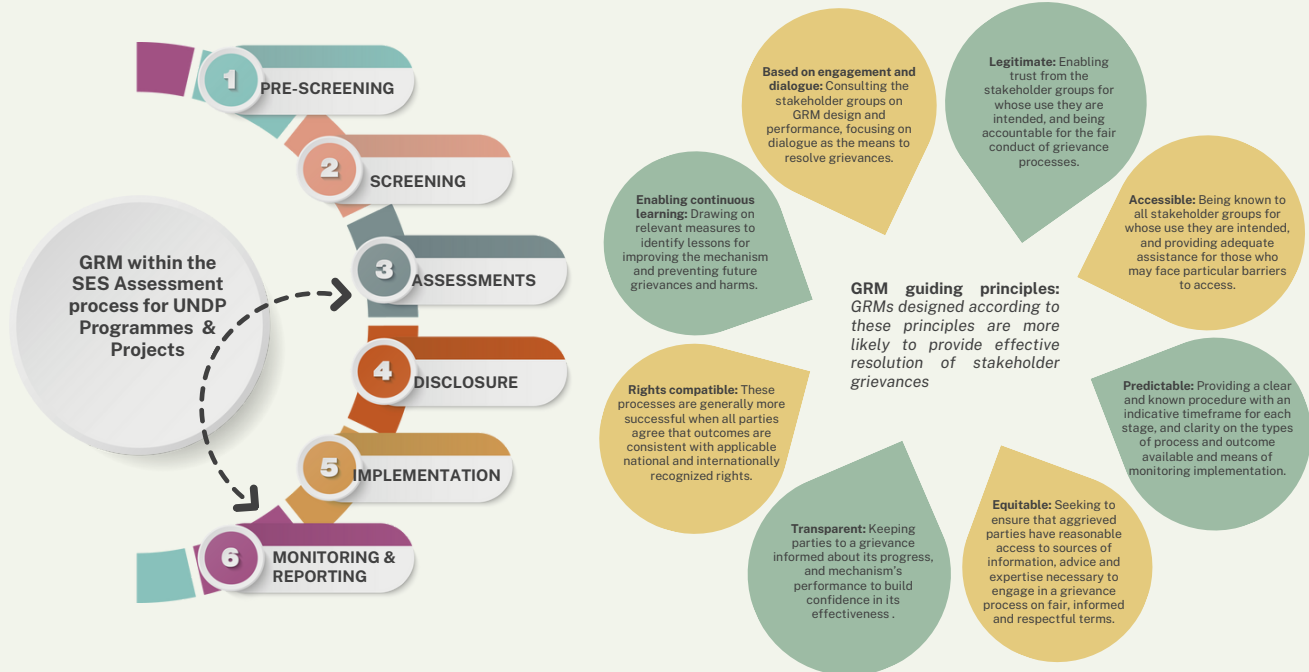 GRM within the
SES Assessment
process for UNDP
Programmes &
Projects
1
PRE-SCREENING
2
SCREENING
3
ASSESSMENTS
4
DISCLOSURE
5
IMPLEMENTATION
6
MONITORING &
REPORTING
GRM guiding principles:
GRMs designed according to
these principles are more
likely to provide effective
resolution of stakeholder
grievances
Legitimate: Enabling
trust from the
stakeholder groups for
whose use they are
intended, and being
accountable for the fair
conduct of grievance
processes.
Accessible: Being known to
all stakeholder groups for
whose use they are intended,
and providing adequate
assistance for those who
may face particular barriers
to access.
Predictable: Providing a clear
and known procedure with an
indicative timeframe for each
stage, and clarity on the types
of process and outcome
available and means of
monitoring implementation.
Equitable: Seeking to
ensure that aggrieved
parties have reasonable
access to sources of
information, advice and
expertise necessary to
engage in a grievance
process on fair, informed
and respectful terms.
Transparent: Keeping
parties to a grievance
informed about its progress,
and mechanism's
performance to build
confidence in its
effectiveness .
Rights compatible: These
processes are generally more
successful when all parties
agree that outcomes are
consistent with applicable
national and internationally
recognized rights.
Enabling continuous
learning: Drawing on
relevant measures to
identify lessons for
improving the mechanism
and preventing future
grievances and harms.
Based on engagement and
dialogue: Consulting the
stakeholder groups on
GRM design and
performance, focusing on
dialogue as the means to
resolve grievances.